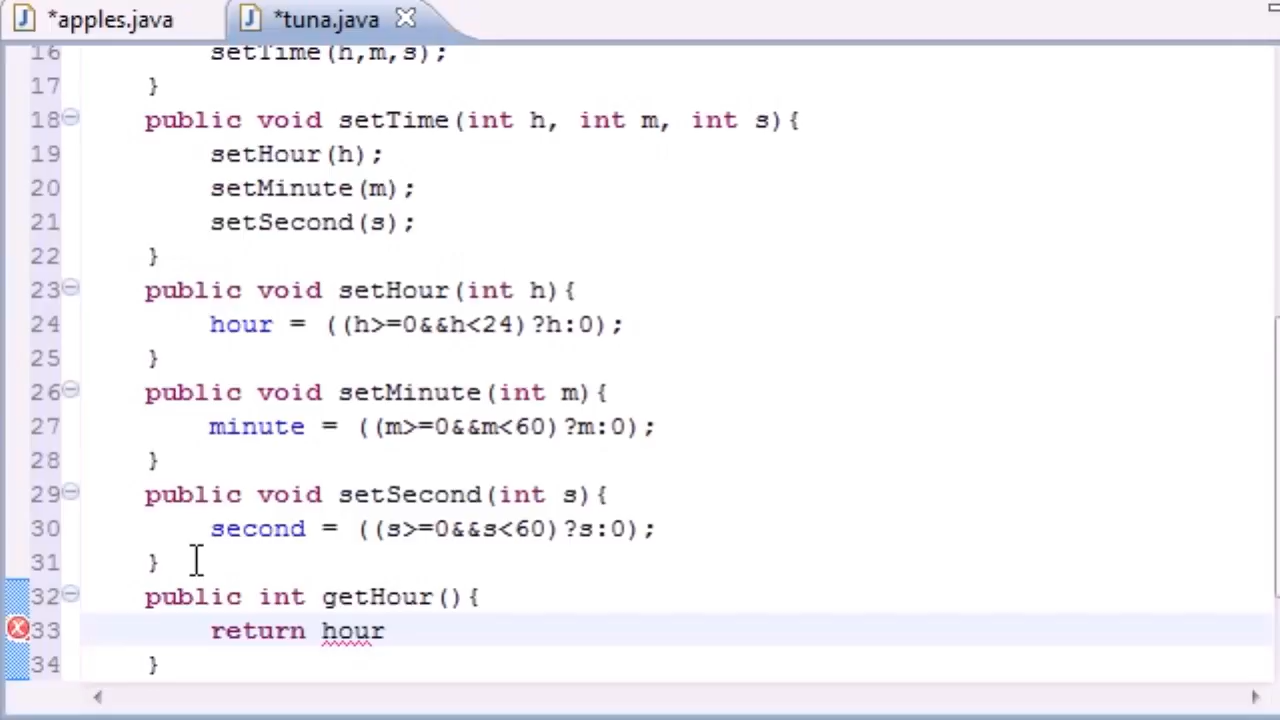 *apples.java *tuna.java
16 setTime(h,m,s);
17 }
18 public void setTime(int h, int m, int s){
19 setHour(h);
20 setMinute(m);
21 setSecond(s);
22 }
23 public void setHour(int h){
24 hour = ((h>=0&&h<24)?h:0);
25 }
26 public void setMinute(int m){
27 minute = ((m>=0&&m<60)?m:0);
28 }
29 public void setSecond(int s){
30 second = ((s>=0&&s<60)?s:0);
31 }
32 public int getHour(){
33 return hour
34 }